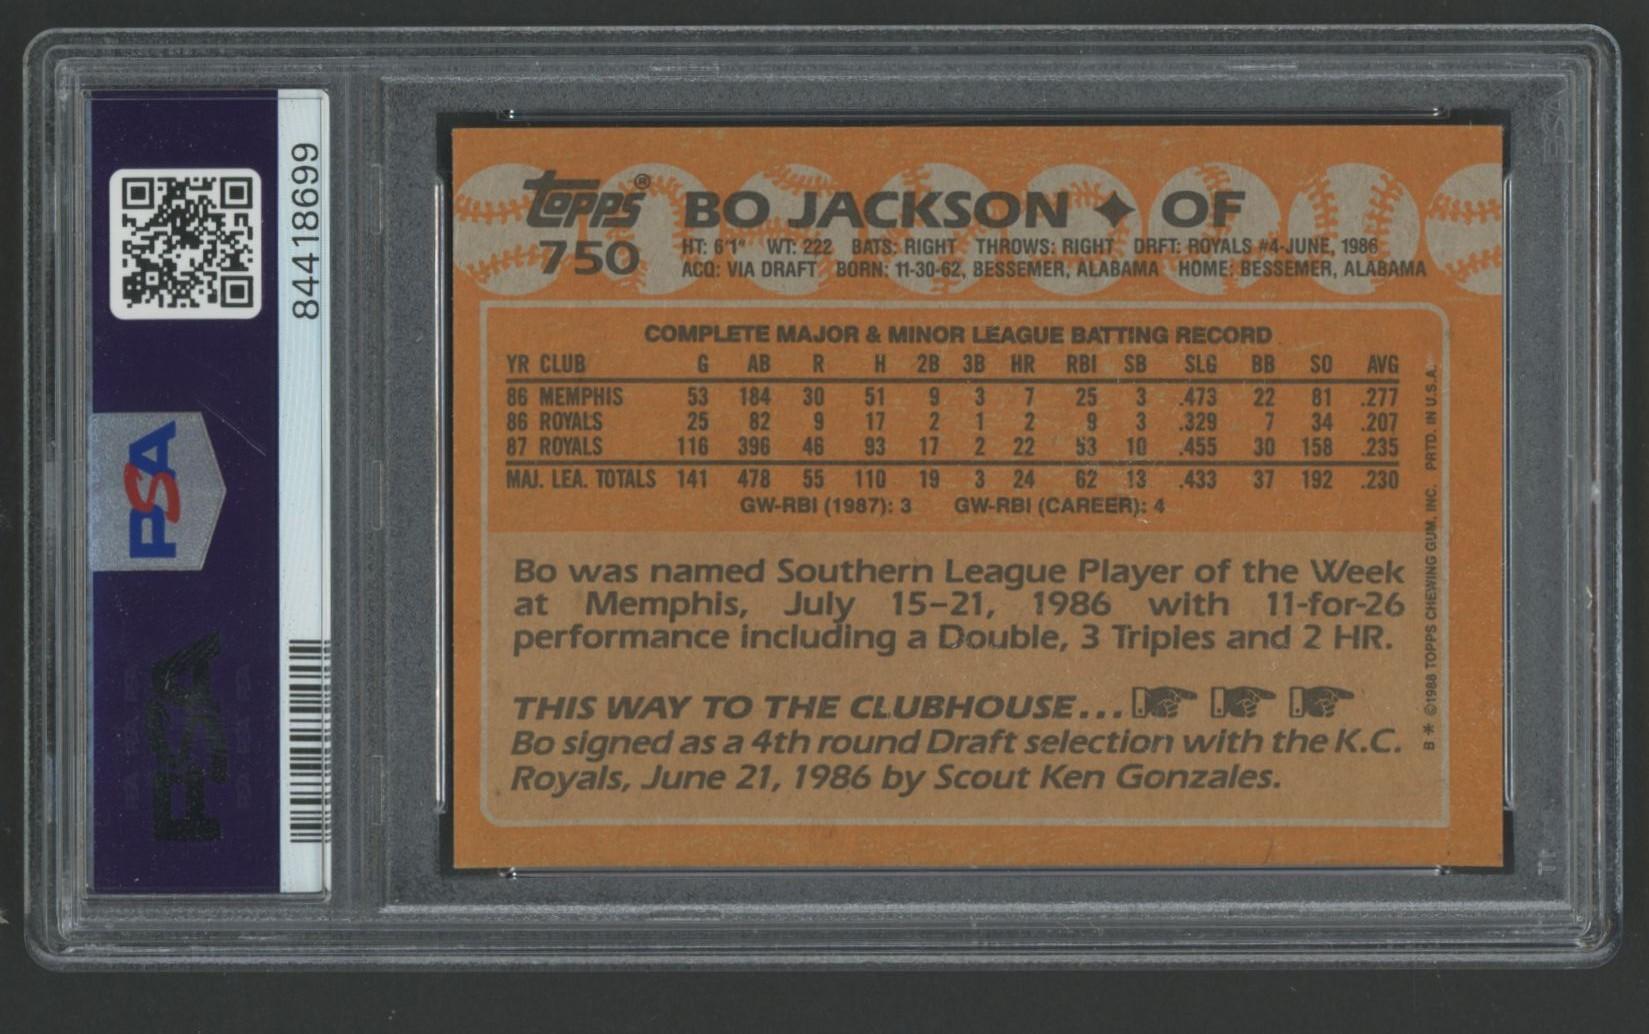 84418699
PSA
PSA
Topps®
750
BO JACKSON ✦ OF
HT: 6'1" WT: 222 BATS: RIGHT THROWS: RIGHT DRFT: ROYALS #4-JUNE, 1986
ACQ: VIA DRAFT BORN: 11-30-62, BESSEMER, ALABAMA HOME: BESSEMER, ALABAMA
COMPLETE MAJOR & MINOR LEAGUE BATTING RECORD
YR CLUB G AB R H 2B 3B HR RBI SB SLG BB SO AVG
86 MEMPHIS 53 184 30 51 9 3 7 25 3 .473 22 81 .277
86 ROYALS 25 82 9 17 2 1 2 9 3 .329 7 34 .207
87 ROYALS 116 396 46 93 17 2 22 53 10 .455 30 158 .235
MAJ. LEA. TOTALS 141 478 55 110 19 3 24 62 13 .433 37 192 .230
GW-RBI (1987): 3 GW-RBI (CAREER): 4
Bo was named Southern League Player of the Week
at Memphis, July 15-21, 1986 with 11-for-26
performance including a Double, 3 Triples and 2 HR.
THIS WAY TO THE CLUBHOUSE...
Bo signed as a 4th round Draft selection with the K.C.
Royals, June 21, 1986 by Scout Ken Gonzales.
B * ©1988 TOPPS CHEWING GUM, INC. PRTD. IN U.S.A.